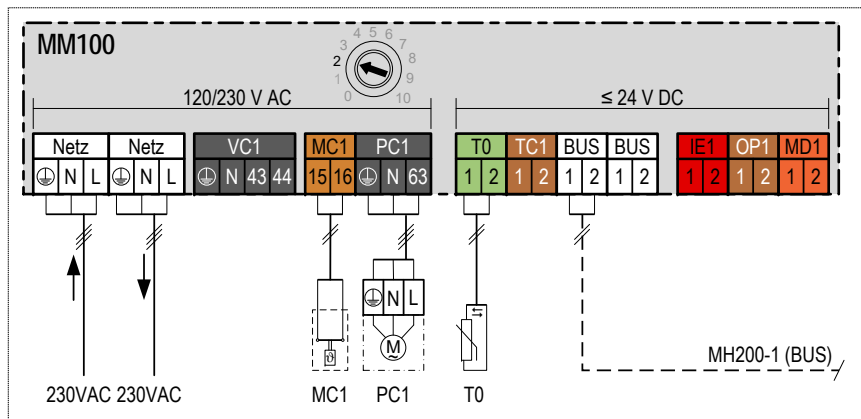 MM100
0 1 2 3 4 5 6 7 8 9 10
120/230 V AC ≤ 24 V DC
Netz Netz VC1 MC1 PC1 T0 TC1 BUS BUS IE1 OP1 MD1
N L N L N 43 44 15 16 N 63 1 2 1 2 1 2 1 2 1 2 1 2 1 2
N L
M
~
ϑ
MH200-1 (BUS)
230VAC 230VAC MC1 PC1 T0